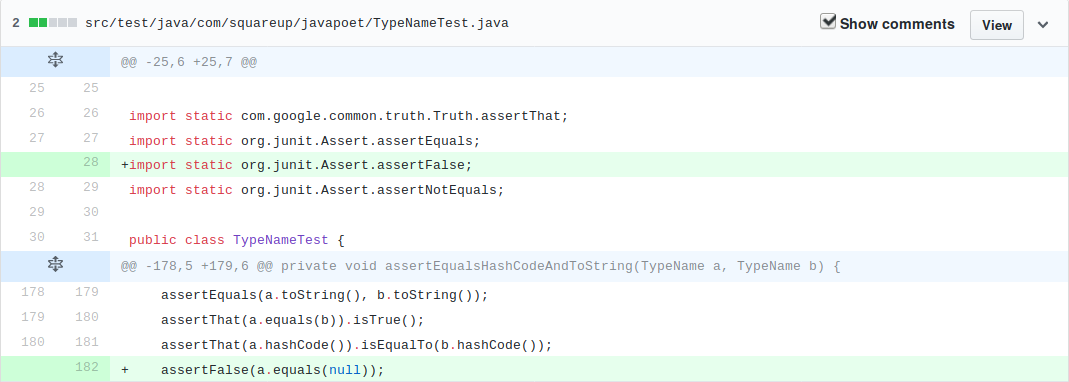 2 src/test/java/com/squareup/javapoet/TypeNameTest.java Show comments View
@@ -25,6 +25,7 @@
25 25
26 26 import static com.google.common.truth.Truth.assertThat;
27 27 import static org.junit.Assert.assertEquals;
28 +import static org.junit.Assert.assertFalse;
28 29 import static org.junit.Assert.assertNotEquals;
29 30
30 31 public class TypeNameTest {
@@ -178,5 +179,6 @@ private void assertEqualsHashCodeAndToString(TypeName a, TypeName b) {
178 179 assertEquals(a.toString(), b.toString());
179 180 assertThat(a.equals(b)).isTrue();
180 181 assertThat(a.hashCode()).isEqualTo(b.hashCode());
182 + assertFalse(a.equals(null));